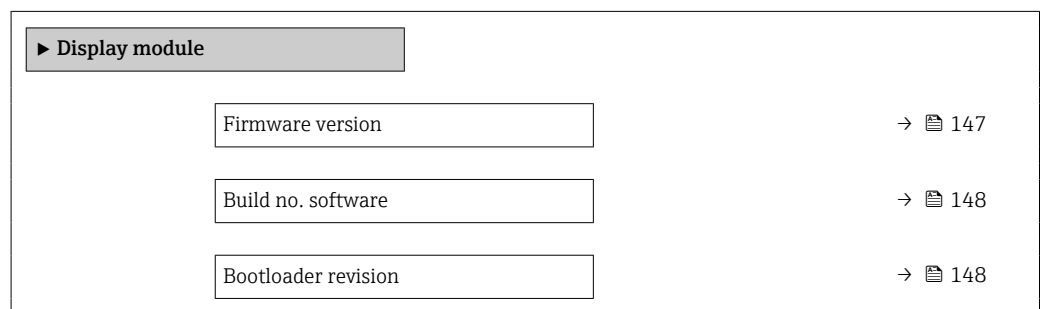 ▶ Display module
Firmware version → 147
Build no. software → 148
Bootloader revision → 148